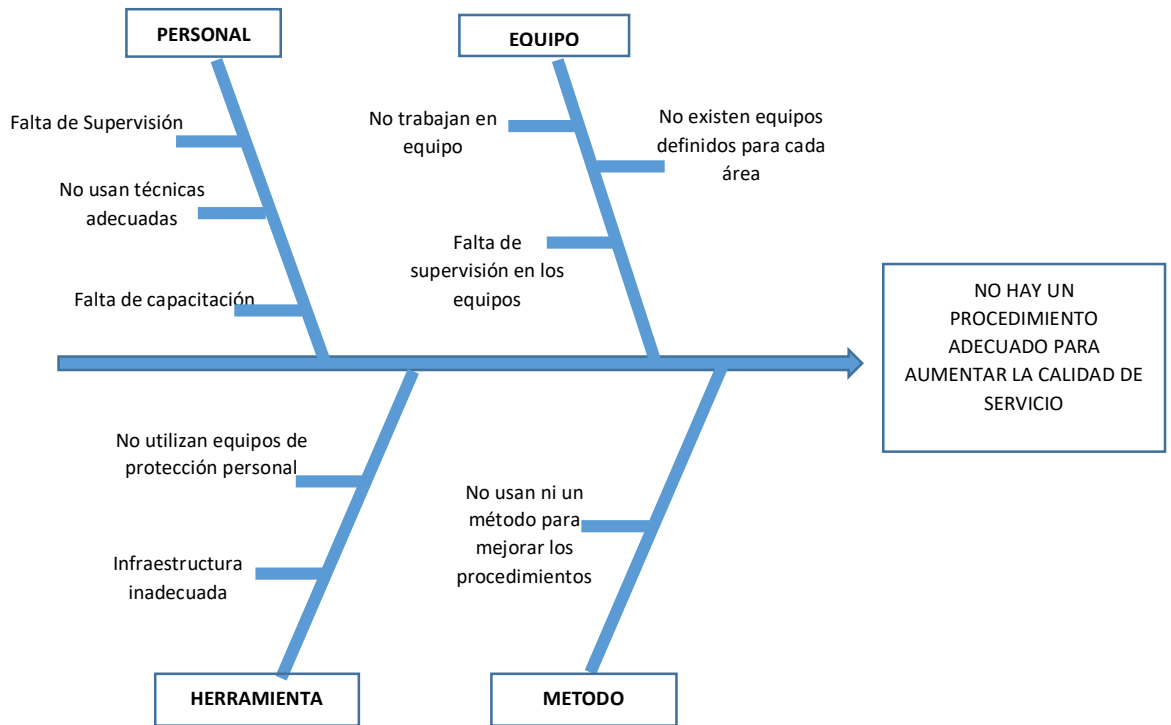 PERSONAL
EQUIPO
Falta de Supervisión
No usan técnicas
adecuadas
Falta de capacitación
No trabajan en
equipo
No existen equipos
definidos para cada
área
Falta de
supervisión en los
equipos
NO HAY UN
PROCEDIMIENTO
ADECUADO PARA
AUMENTAR LA CALIDAD DE
SERVICIO
No utilizan equipos de
protección personal
Infraestructura
inadecuada
No usan ni un
método para
mejorar los
procedimientos
HERRAMIENTA
METODO